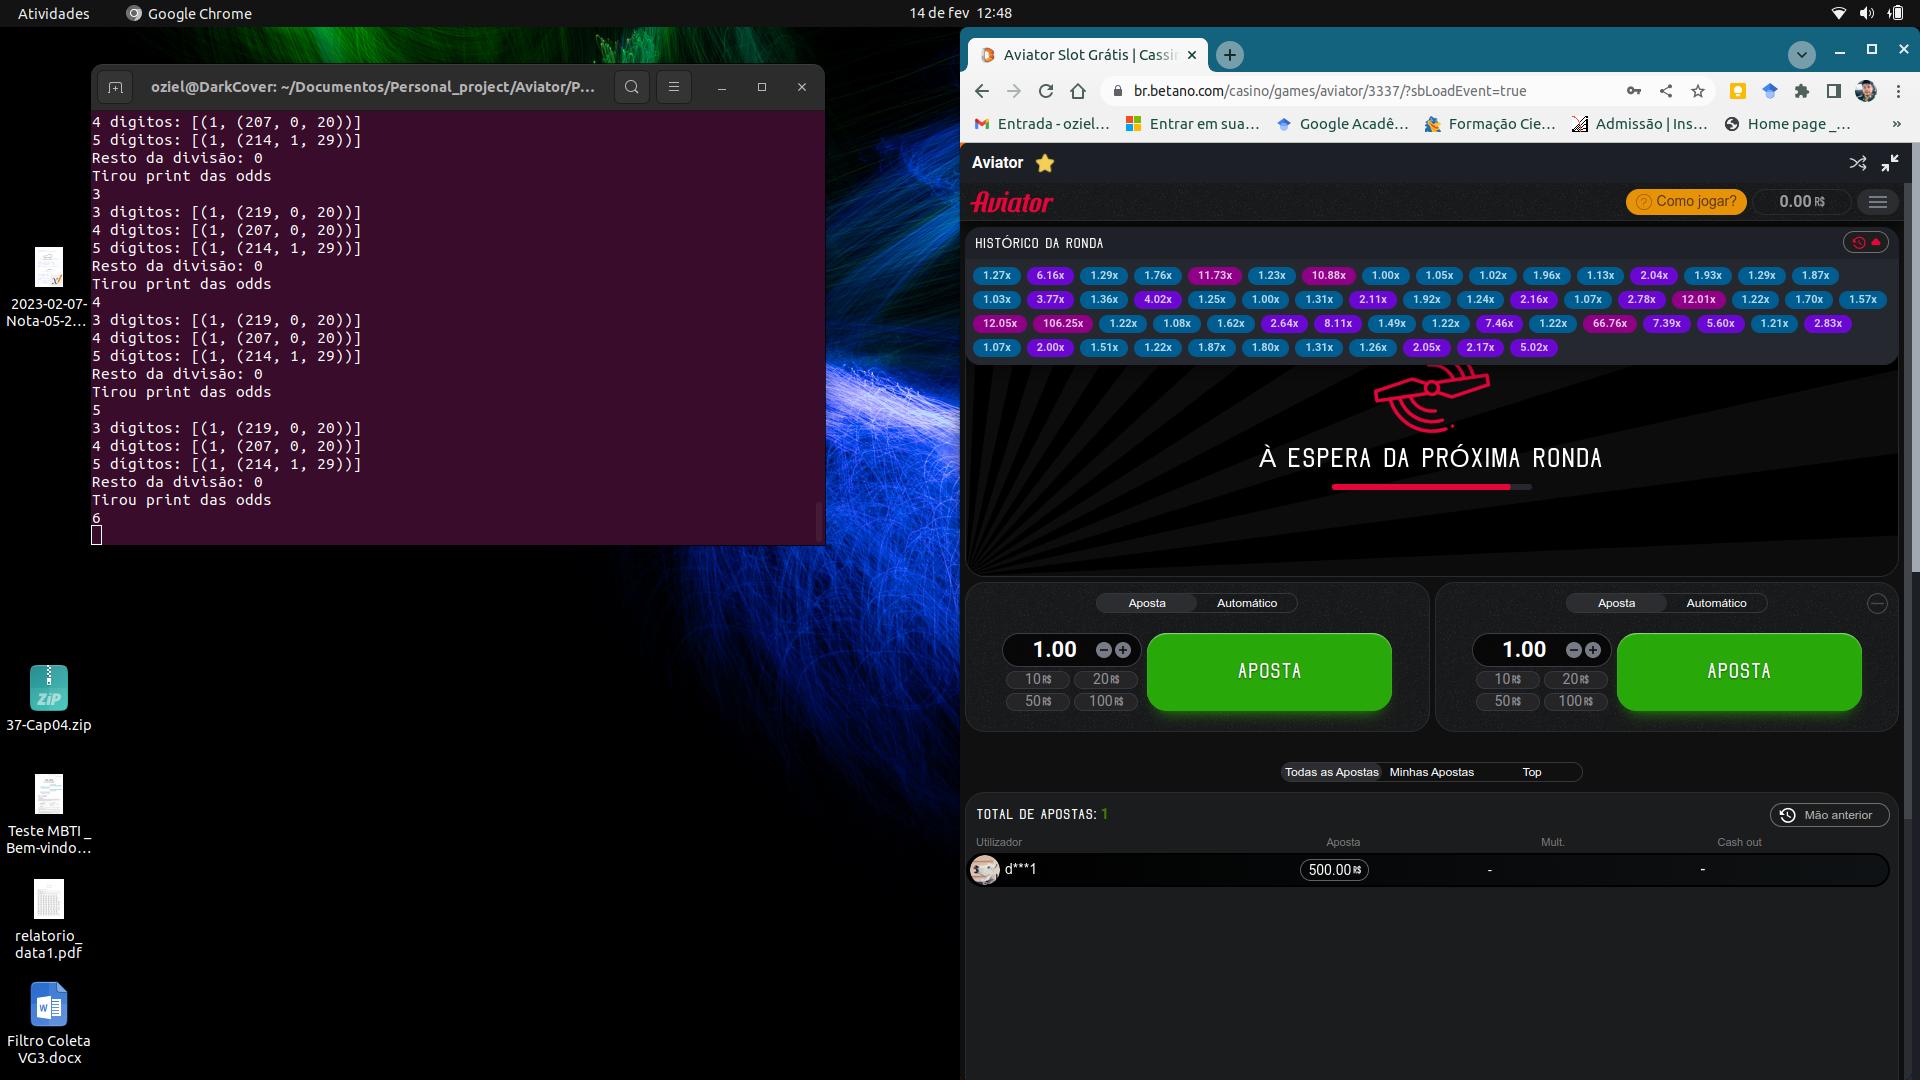 Atividades
Google Chrome
14 de fev 12:48
oziel@DarkCover: ~/Documentos/Personal_project/Aviator/P...
4 digitos: [(1, (207, 0, 20))]
5 digitos: [(1, (214, 1, 29))]
Resto da divisão: 0
Tirou print das odds
3
3 digitos: [(1, (219, 0, 20))]
4 digitos: [(1, (207, 0, 20))]
5 digitos: [(1, (214, 1, 29))]
Resto da divisão: 0
Tirou print das odds
4
3 digitos: [(1, (219, 0, 20))]
4 digitos: [(1, (207, 0, 20))]
5 digitos: [(1, (214, 1, 29))]
Resto da divisão: 0
Tirou print das odds
5
3 digitos: [(1, (219, 0, 20))]
4 digitos: [(1, (207, 0, 20))]
5 digitos: [(1, (214, 1, 29))]
Resto da divisão: 0
Tirou print das odds
6
2023-02-07-
Nota-05-2...
ZIP
37-Cap04.zip
Teste MBTI _
Bem-vindo...
relatorio_
data1.pdf
W
Filtro Coleta
VG3.docx
Aviator Slot Grátis | Cassi
br.betano.com/casino/games/aviator/3337/?sbLoadEvent=true
Entrada - oziel...
Entrar em sua...
Google Acadê...
Formação Cie...
Admissão | Ins...
Home page _...
»
Aviator
Aviator
? Como jogar?
0.00 R$
HISTÓRICO DA RONDA
1.27x 6.16x 1.29x 1.76x 11.73x 1.23x 10.88x 1.00x 1.05x 1.02x 1.96x 1.13x 2.04x 1.93x 1.29x 1.87x
1.03x 3.77x 1.36x 4.02x 1.25x 1.00x 1.31x 2.11x 1.92x 1.24x 2.16x 1.07x 2.78x 12.01x 1.22x 1.70x 1.57x
12.05x 106.25x 1.22x 1.08x 1.62x 2.64x 8.11x 1.49x 1.22x 7.46x 1.22x 66.76x 7.39x 5.60x 1.21x 2.83x
1.07x 2.00x 1.51x 1.22x 1.87x 1.80x 1.31x 1.26x 2.05x 2.17x 5.02x
À ESPERA DA PRÓXIMA RONDA
Aposta Automático
1.00
10R$ 20R$
50R$ 100R$
APOSTA
Aposta Automático
1.00
10R$ 20R$
50R$ 100R$
APOSTA
Todas as Apostas Minhas Apostas Top
TOTAL DE APOSTAS: 1
Mão anterior
Utilizador Aposta Mult. Cash out
d***1 500.00R$ - -